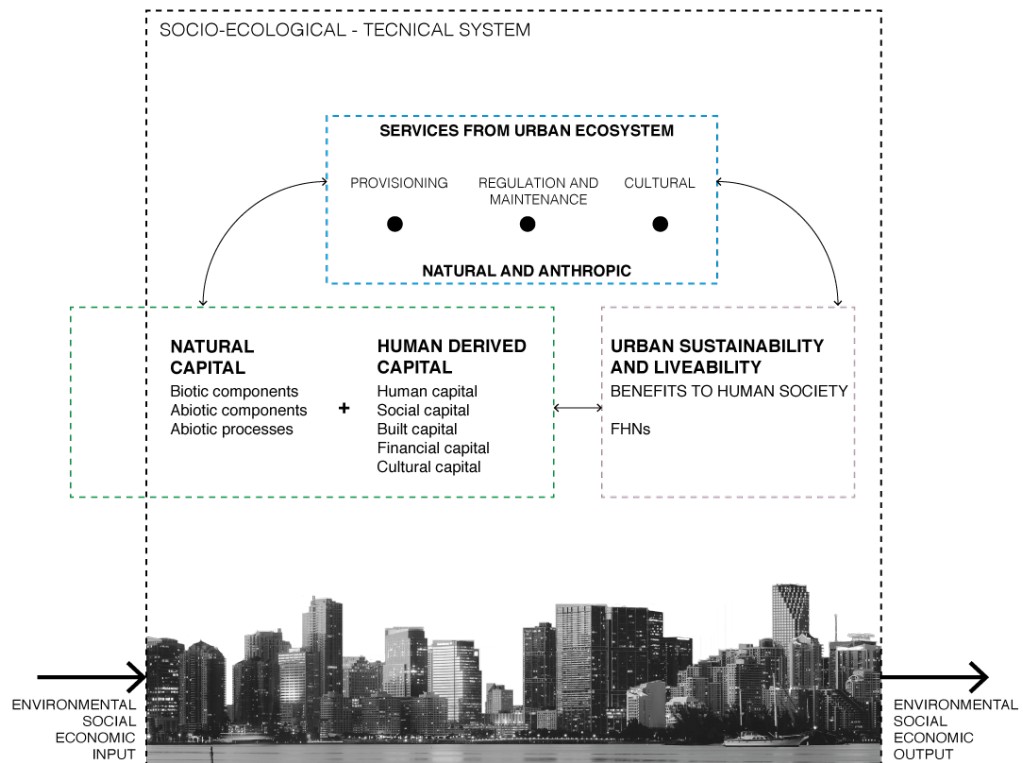 SOCIO-ECOLOGICAL - TECNICAL SYSTEM
SERVICES FROM URBAN ECOSYSTEM
PROVISIONING
REGULATION AND
MAINTENANCE
CULTURAL
NATURAL AND ANTHROPIC
NATURAL
CAPITAL
Biotic components
Abiotic components
Abiotic processes
+
HUMAN DERIVED
CAPITAL
Human capital
Social capital
Built capital
Financial capital
Cultural capital
URBAN SUSTAINABILITY
AND LIVEABILITY
BENEFITS TO HUMAN SOCIETY
FHNs
ENVIRONMENTAL
SOCIAL
ECONOMIC
INPUT
ENVIRONMENTAL
SOCIAL
ECONOMIC
OUTPUT